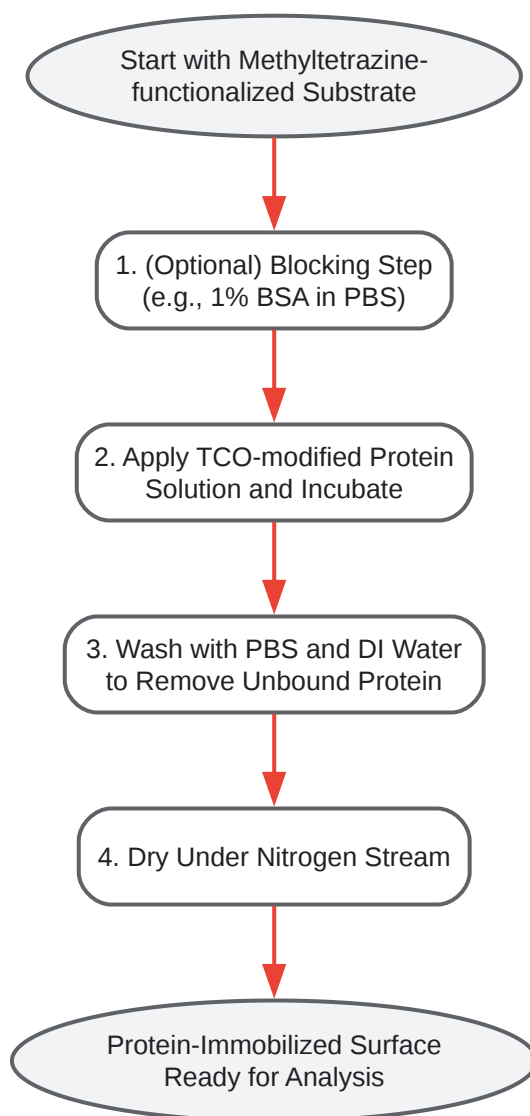 Start with Methyltetrazine-
functionalized Substrate
1. (Optional) Blocking Step
(e.g., 1% BSA in PBS)
2. Apply TCO-modified Protein
Solution and Incubate
3. Wash with PBS and DI Water
to Remove Unbound Protein
4. Dry Under Nitrogen Stream
Protein-Immobilized Surface
Ready for Analysis